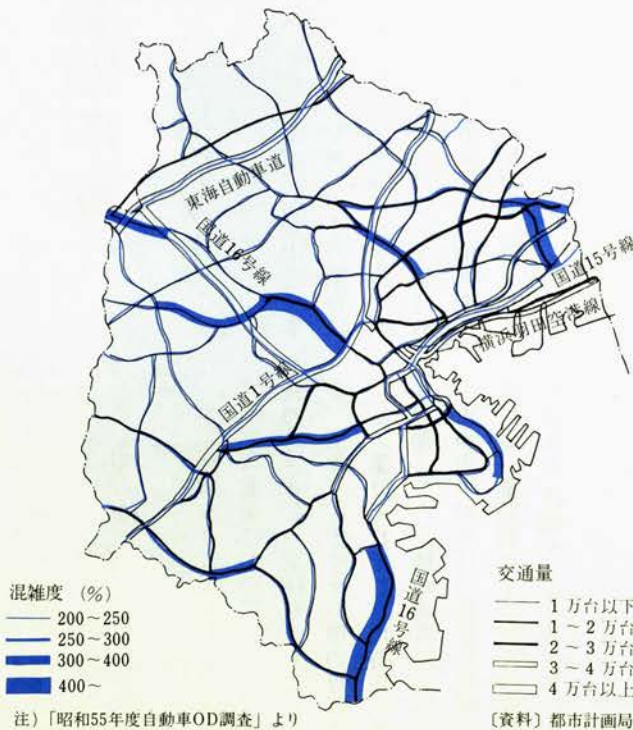 東海自動車道
国道16号線
国道15号線
横浜羽田空港線
国道1号線
国道16号線
混雑度 (%)
200~250
250~300
300~400
400~
交通量
1万台以下
1~2万台
2~3万台
3~4万台
4万台以上
注)「昭和55年度自動車OD調査」より
〔資料〕都市計画局